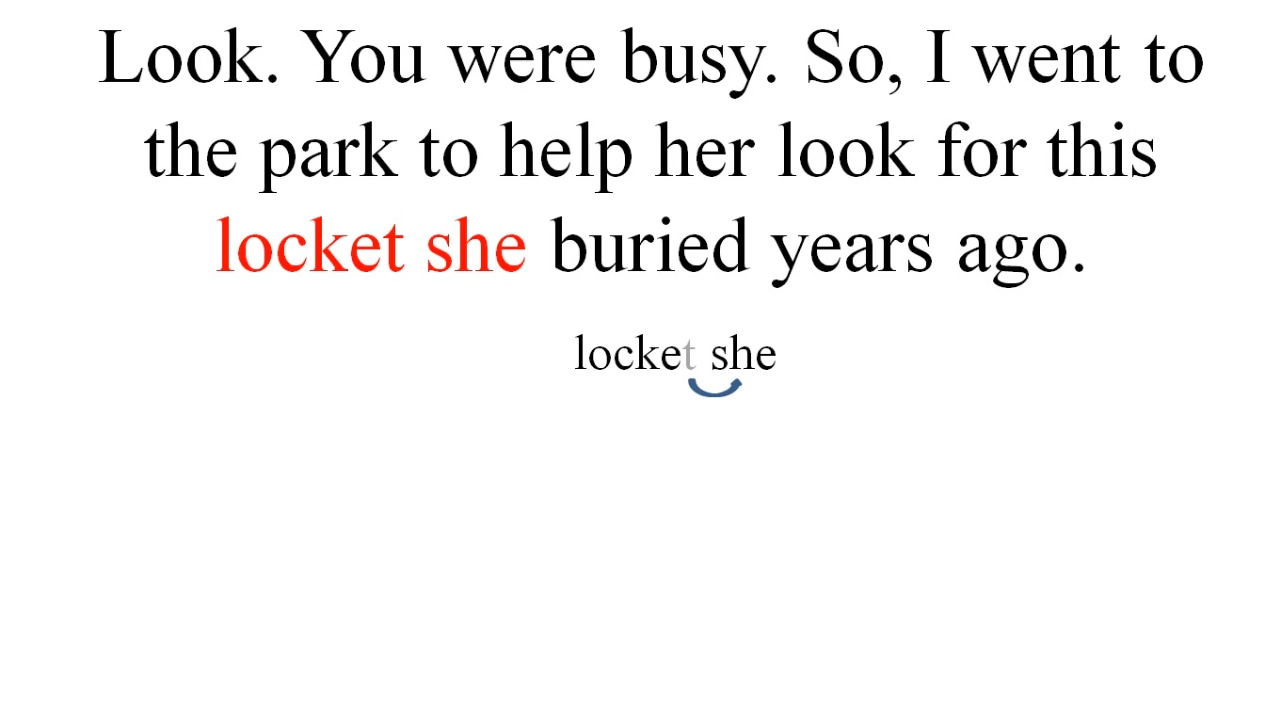 Look. You were busy. So, I went to
the park to help her look for this
locket she buried years ago.
locket she